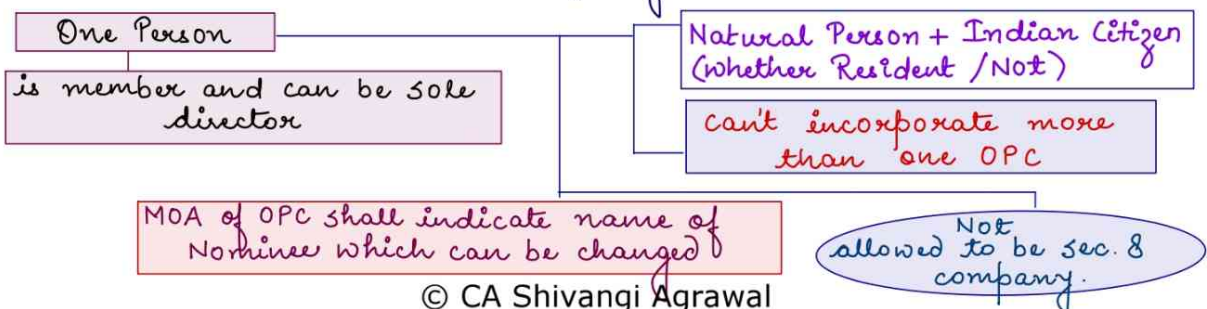 One Person
is member and can be sole
director
Natural Person + Indian Citizen
(Whether Resident / Not)
can't incorporate more
than one OPC
MOA of OPC shall indicate name of
Nominee which can be changed
Not
allowed to be sec. 8
company.
© CA Shivangi Agrawal